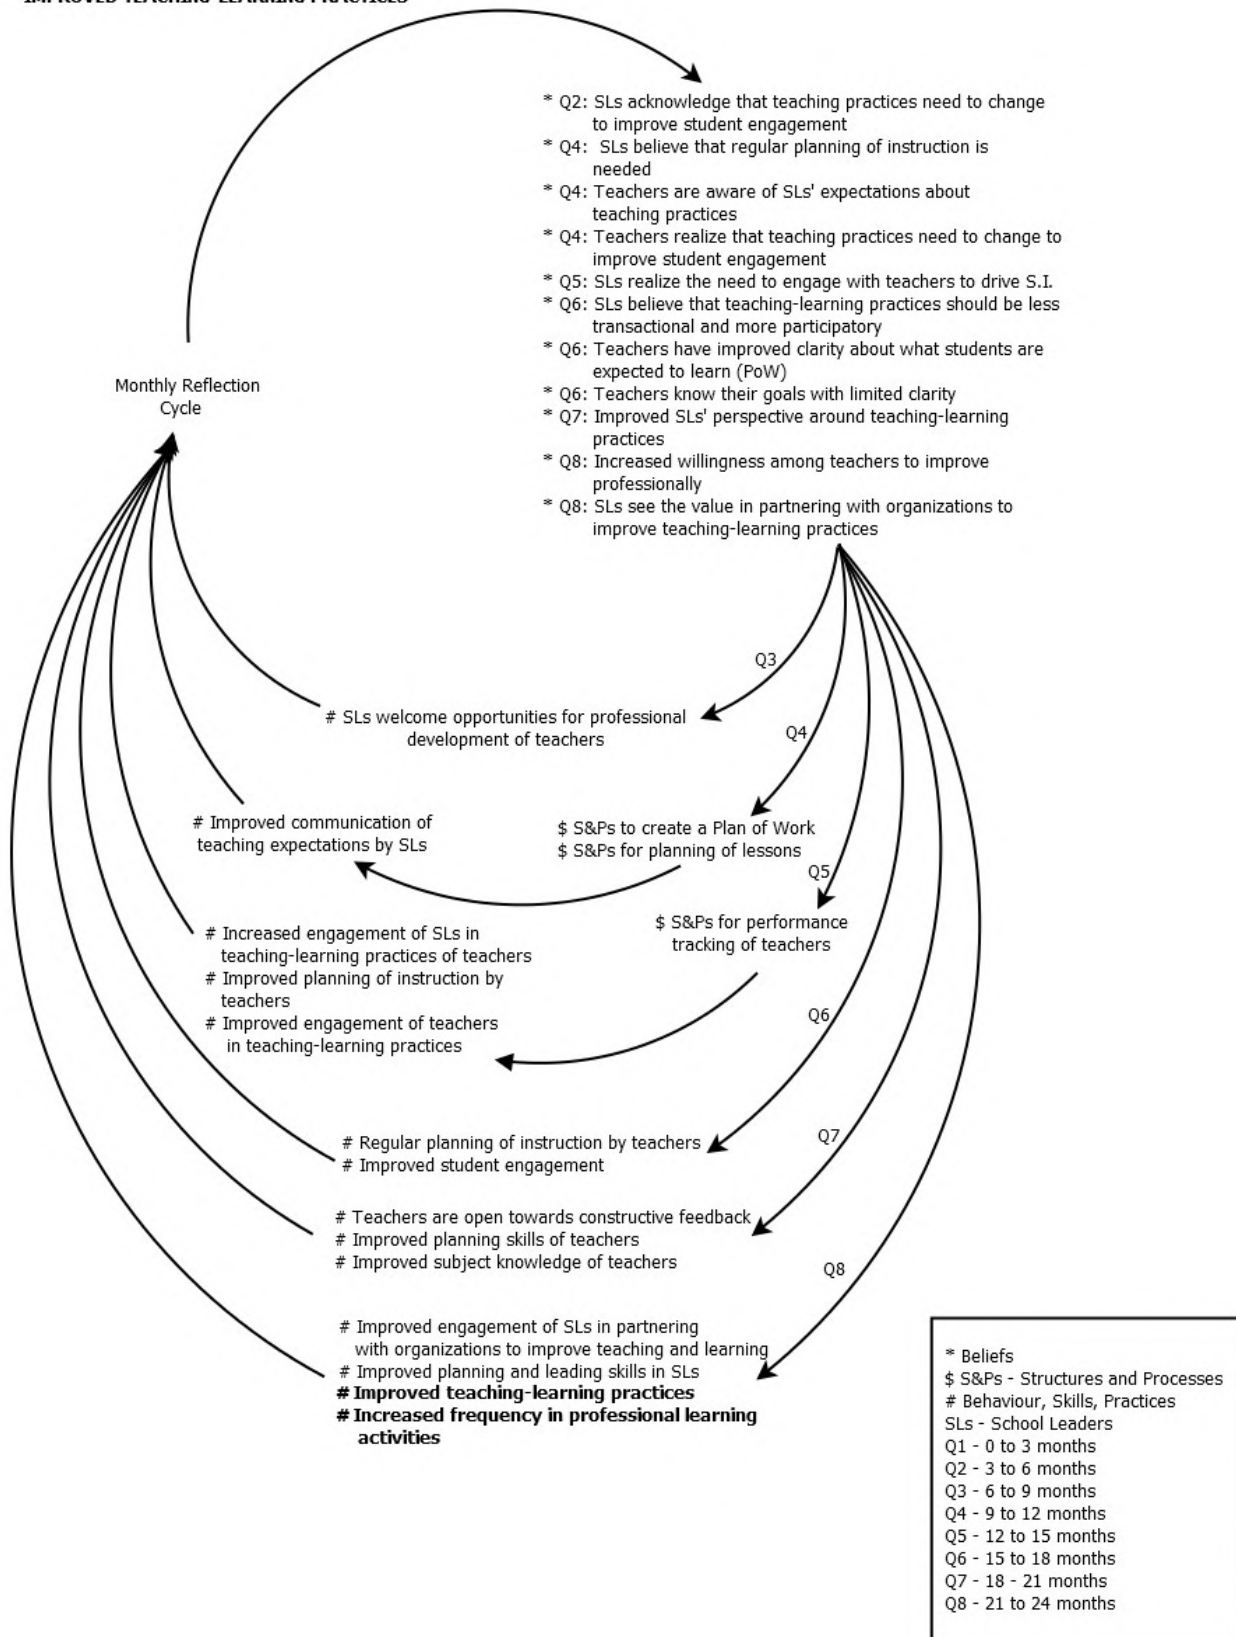 IMPROVED TEACHING-LEARNING PRACTICES
* Q2: SLs acknowledge that teaching practices need to change
to improve student engagement
* Q4: SLs believe that regular planning of instruction is
needed
* Q4: Teachers are aware of SLs' expectations about
teaching practices
* Q4: Teachers realize that teaching practices need to change to
improve student engagement
* Q5: SLs realize the need to engage with teachers to drive S.I.
* Q6: SLs believe that teaching-learning practices should be less
transactional and more participatory
* Q6: Teachers have improved clarity about what students are
expected to learn (PoW)
* Q6: Teachers know their goals with limited clarity
* Q7: Improved SLs' perspective around teaching-learning
practices
* Q8: Increased willingness among teachers to improve
professionally
* Q8: SLs see the value in partnering with organizations to
improve teaching-learning practices
Monthly Reflection
Cycle
Q3
# SLs welcome opportunities for professional
development of teachers
Q4
# Improved communication of
teaching expectations by SLs
$ S&Ps to create a Plan of Work
$ S&Ps for planning of lessons
Q5
$ S&Ps for performance
tracking of teachers
# Increased engagement of SLs in
teaching-learning practices of teachers
# Improved planning of instruction by
teachers
# Improved engagement of teachers
in teaching-learning practices
Q6
# Regular planning of instruction by teachers
# Improved student engagement
Q7
# Teachers are open towards constructive feedback
# Improved planning skills of teachers
# Improved subject knowledge of teachers
Q8
# Improved engagement of SLs in partnering
with organizations to improve teaching and learning
# Improved planning and leading skills in SLs
# Improved teaching-learning practices
# Increased frequency in professional learning
activities
* Beliefs
$ S&Ps - Structures and Processes
# Behaviour, Skills, Practices
SLs - School Leaders
Q1 - 0 to 3 months
Q2 - 3 to 6 months
Q3 - 6 to 9 months
Q4 - 9 to 12 months
Q5 - 12 to 15 months
Q6 - 15 to 18 months
Q7 - 18 - 21 months
Q8 - 21 to 24 months